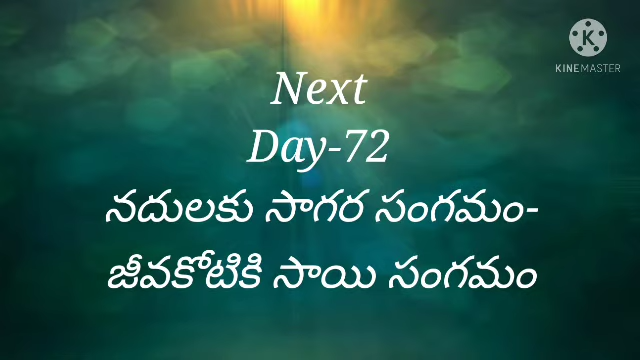 K
KINEMASTER
Next
Day-72
నదులకు సాగర సంగమం-
జీవకోటికి సాయి సంగమం